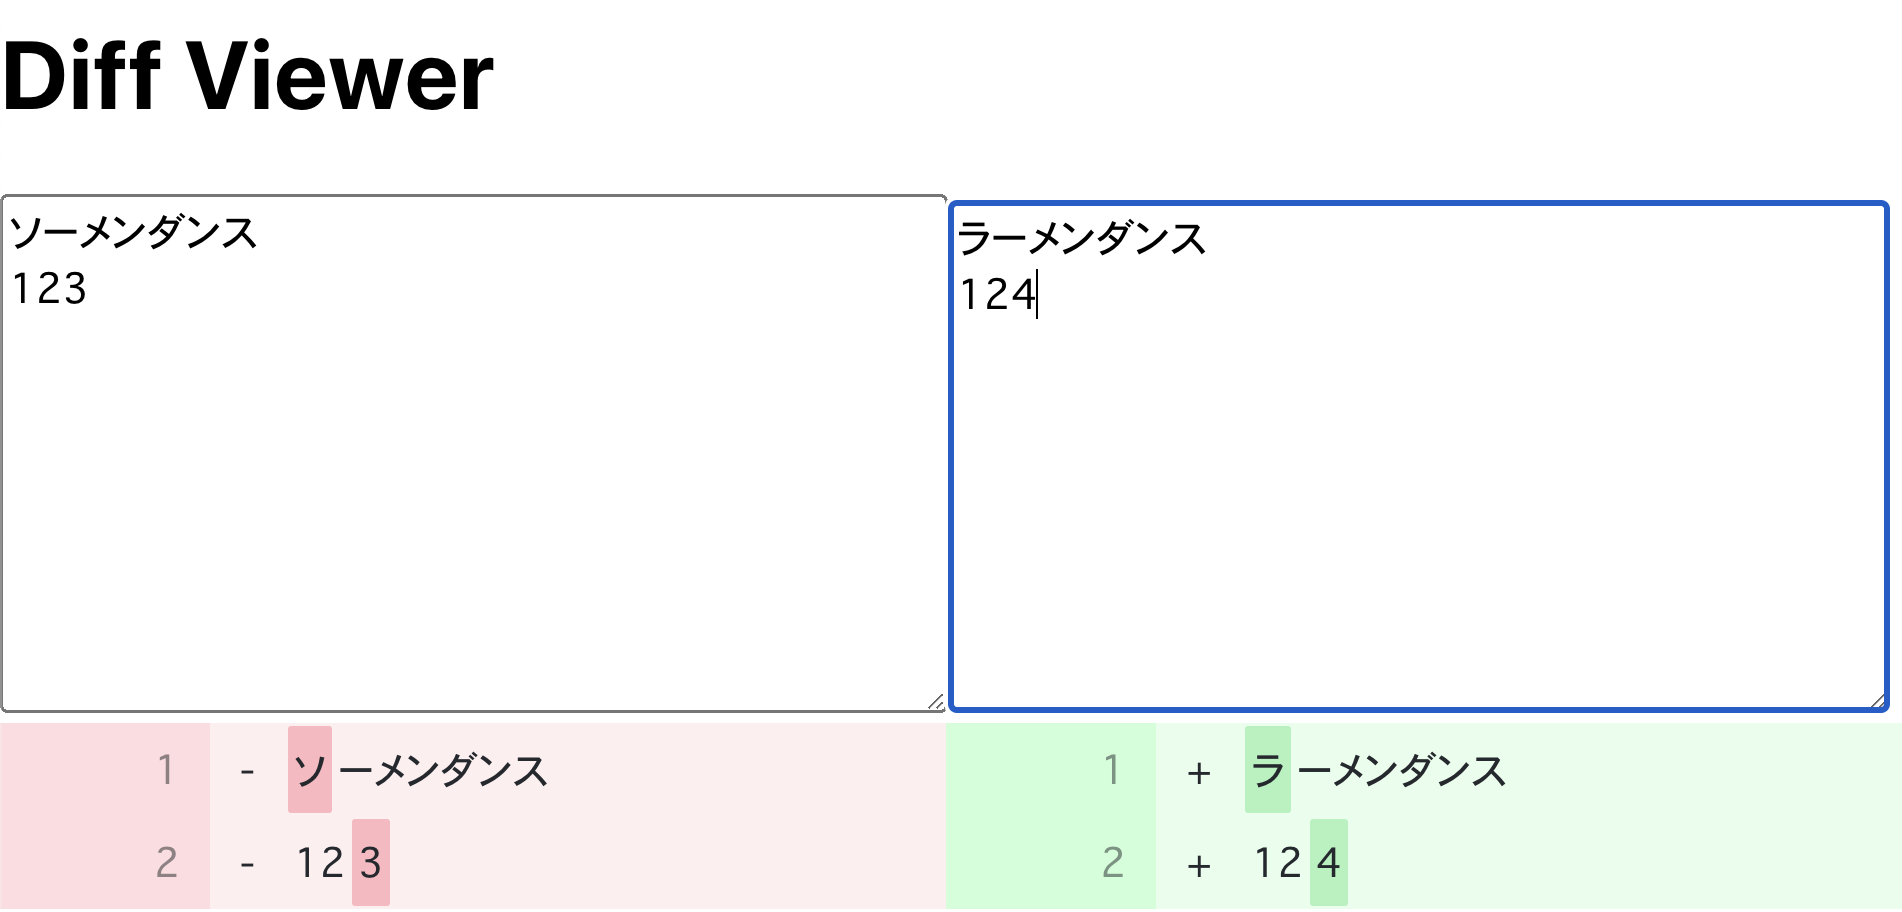 Diff Viewer
ソーメンダンス
123
ラーメンダンス
124
1 - ソーメンダンス
1 + ラーメンダンス
2 - 123
2 + 124